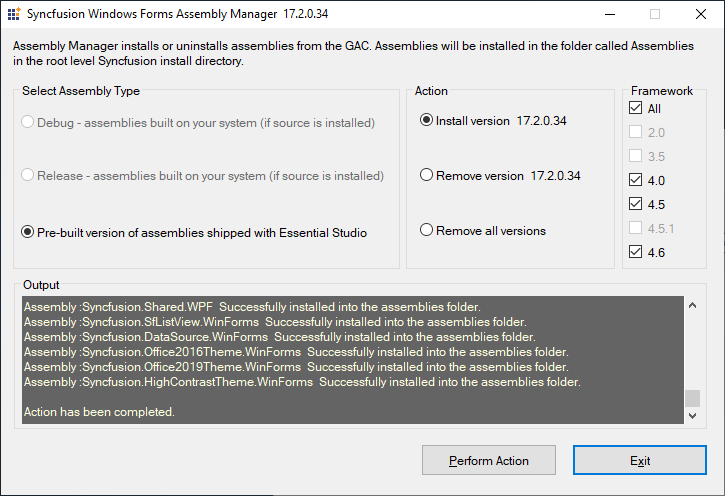 Syncfusion Windows Forms Assembly Manager 17.2.0.34
Assembly Manager installs or uninstalls assemblies from the GAC. Assemblies will be installed in the folder called Assemblies
in the root level Syncfusion install directory.
Select Assembly Type
Debug - assemblies built on your system (if source is installed)
Release - assemblies built on your system (if source is installed)
Pre-built version of assemblies shipped with Essential Studio
Action
Install version 17.2.0.34
Remove version 17.2.0.34
Remove all versions
Framework
All
2.0
3.5
4.0
4.5
4.5.1
4.6
Output
Assembly :Syncfusion.Shared.WPF Successfully installed into the assemblies folder.
Assembly :Syncfusion.SfListView.WinForms Successfully installed into the assemblies folder.
Assembly :Syncfusion.DataSource.WinForms Successfully installed into the assemblies folder.
Assembly :Syncfusion.Office2016Theme.WinForms Successfully installed into the assemblies folder.
Assembly :Syncfusion.Office2019Theme.WinForms Successfully installed into the assemblies folder.
Assembly :Syncfusion.HighContrastTheme.WinForms Successfully installed into the assemblies folder.
Action has been completed.
Perform Action
Exit